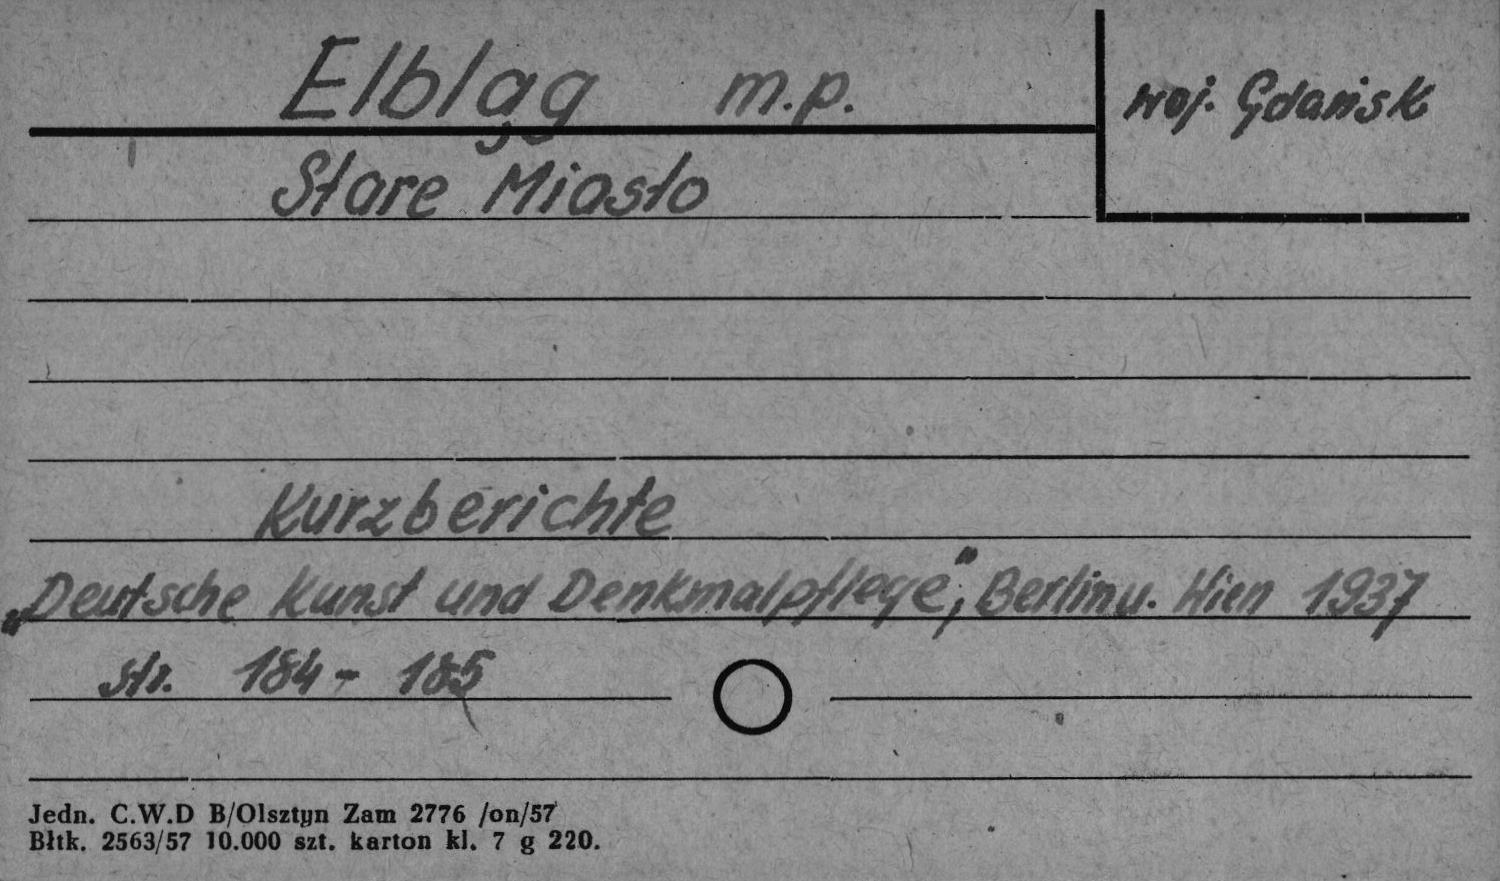 Elbląg m.p.
woj. Gdańsk
Stare Miasto
Kurzberichte
„Deutsche Kunst und Denkmalpflege", Berlin u. Wien 1937
str. 184 - 185
Jedn. C.W.D B/Olsztyn Zam 2776 /on/57
Błtk. 2563/57 10.000 szt. karton kl. 7 g 220.